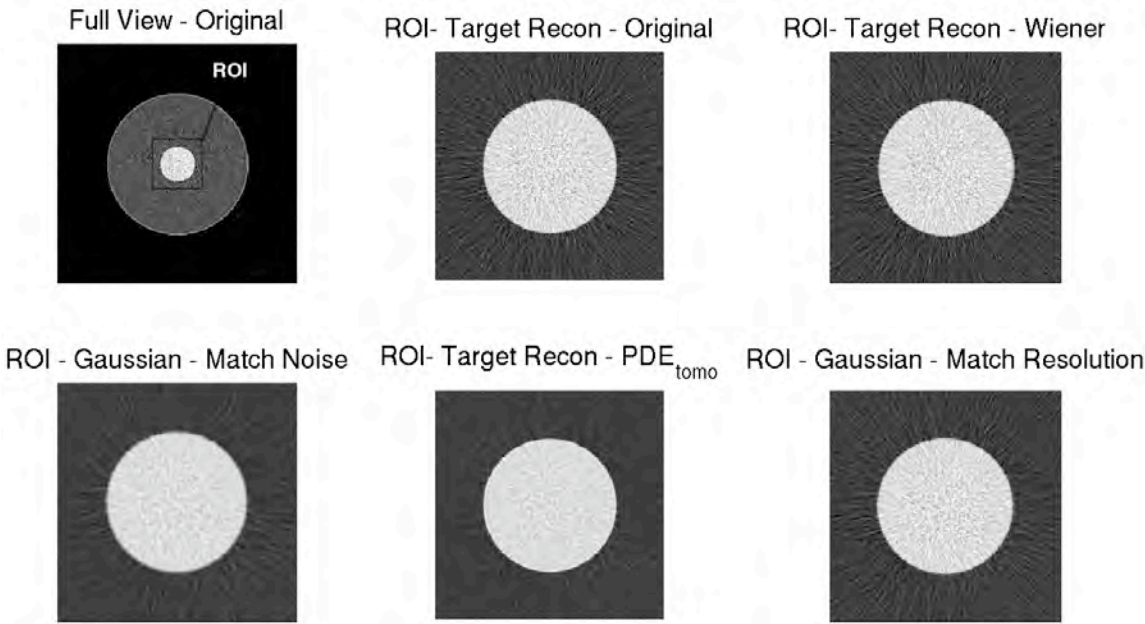 Full View - Original
ROI- Target Recon - Original
ROI- Target Recon - Wiener
ROI
ROI - Gaussian - Match Noise
ROI- Target Recon - PDE_tomo
ROI - Gaussian - Match Resolution